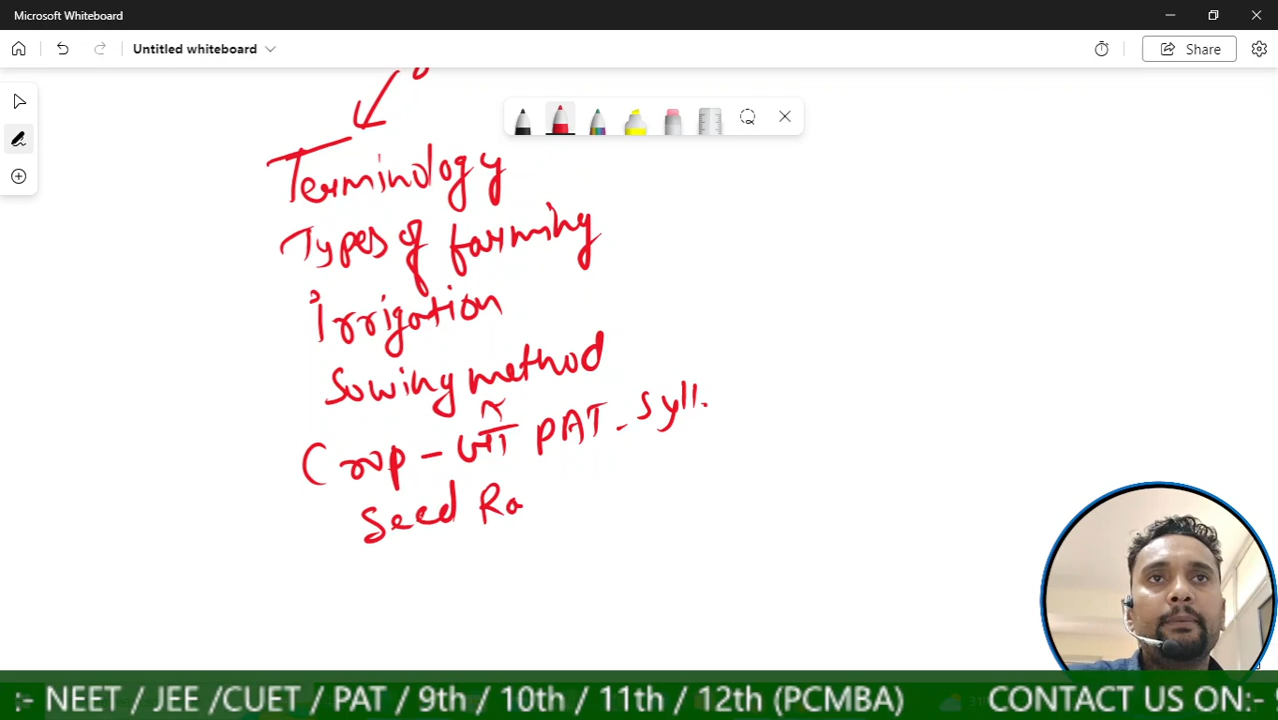 Microsoft Whiteboard
Untitled whiteboard
Share
Terminology
Types of farming
Irrigation
Sowing method
Crop - PAT - Syll.
Seed Ra
:- NEET / JEE /CUET / PAT / 9th / 10th / 11th / 12th (PCMBA) CONTACT US ON:-